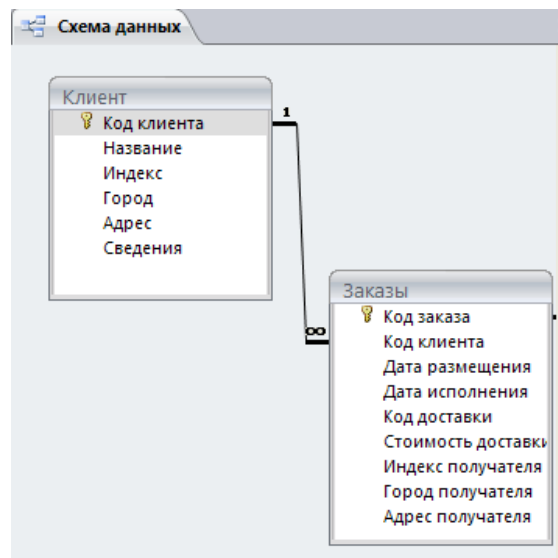 Схема данных
Клиент
Код клиента
Название
Индекс
Город
Адрес
Сведения
1
∞
Заказы
Код заказа
Код клиента
Дата размещения
Дата исполнения
Код доставки
Стоимость доставки
Индекс получателя
Город получателя
Адрес получателя